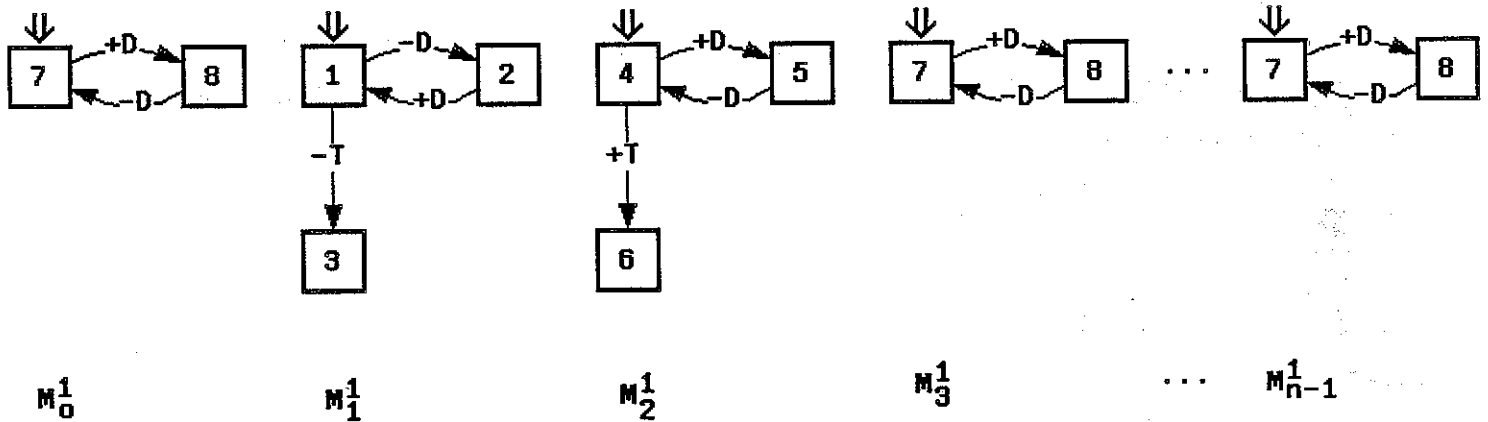 ⇓ ⇓ ⇓ ⇓ ⇓
+D -D +D +D +D
7 8 1 2 4 5 7 8 ... 7 8
-D +D -D -D -D
-T +T
3 6
M¹₀ M¹₁ M¹₂ M¹₃ ... M¹ₙ₋₁